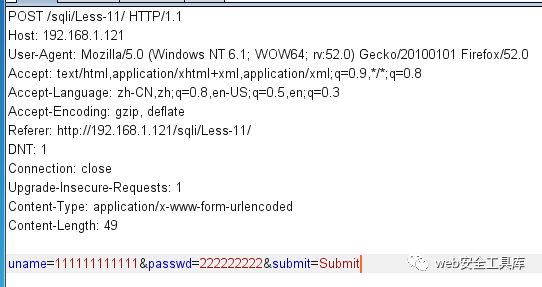 POST /sqli/Less-11/ HTTP/1.1
Host: 192.168.1.121
User-Agent: Mozilla/5.0 (Windows NT 6.1; WOW64; rv:52.0) Gecko/20100101 Firefox/52.0
Accept: text/html,application/xhtml+xml,application/xml;q=0.9,*/*;q=0.8
Accept-Language: zh-CN,zh;q=0.8,en-US;q=0.5,en;q=0.3
Accept-Encoding: gzip, deflate
Referer: http://192.168.1.121/sqli/Less-11/
DNT: 1
Connection: close
Upgrade-Insecure-Requests: 1
Content-Type: application/x-www-form-urlencoded
Content-Length: 49
uname=111111111111&passwd=222222222&submit=Submit
web安全工具库